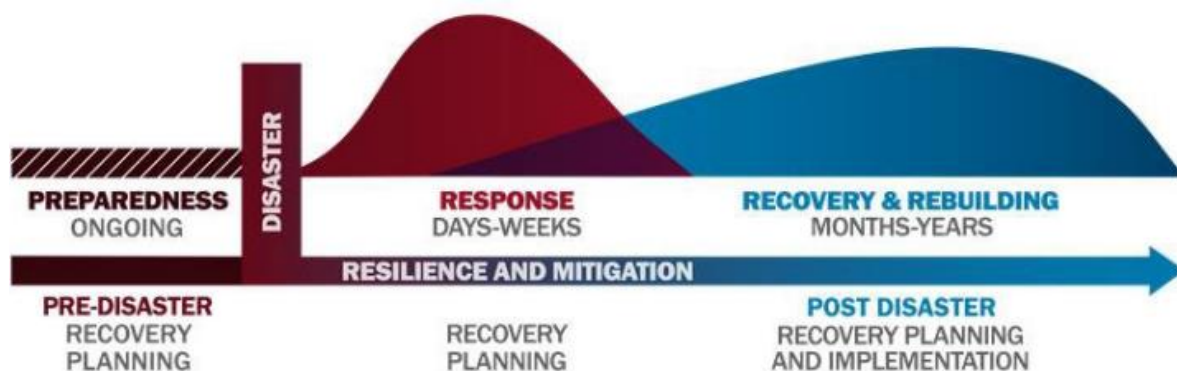 DISASTER
PREPAREDNESS
ONGOING
RESPONSE
DAYS-WEEKS
RECOVERY & REBUILDING
MONTHS-YEARS
RESILIENCE AND MITIGATION
PRE-DISASTER
RECOVERY
PLANNING
RECOVERY
PLANNING
POST DISASTER
RECOVERY PLANNING
AND IMPLEMENTATION